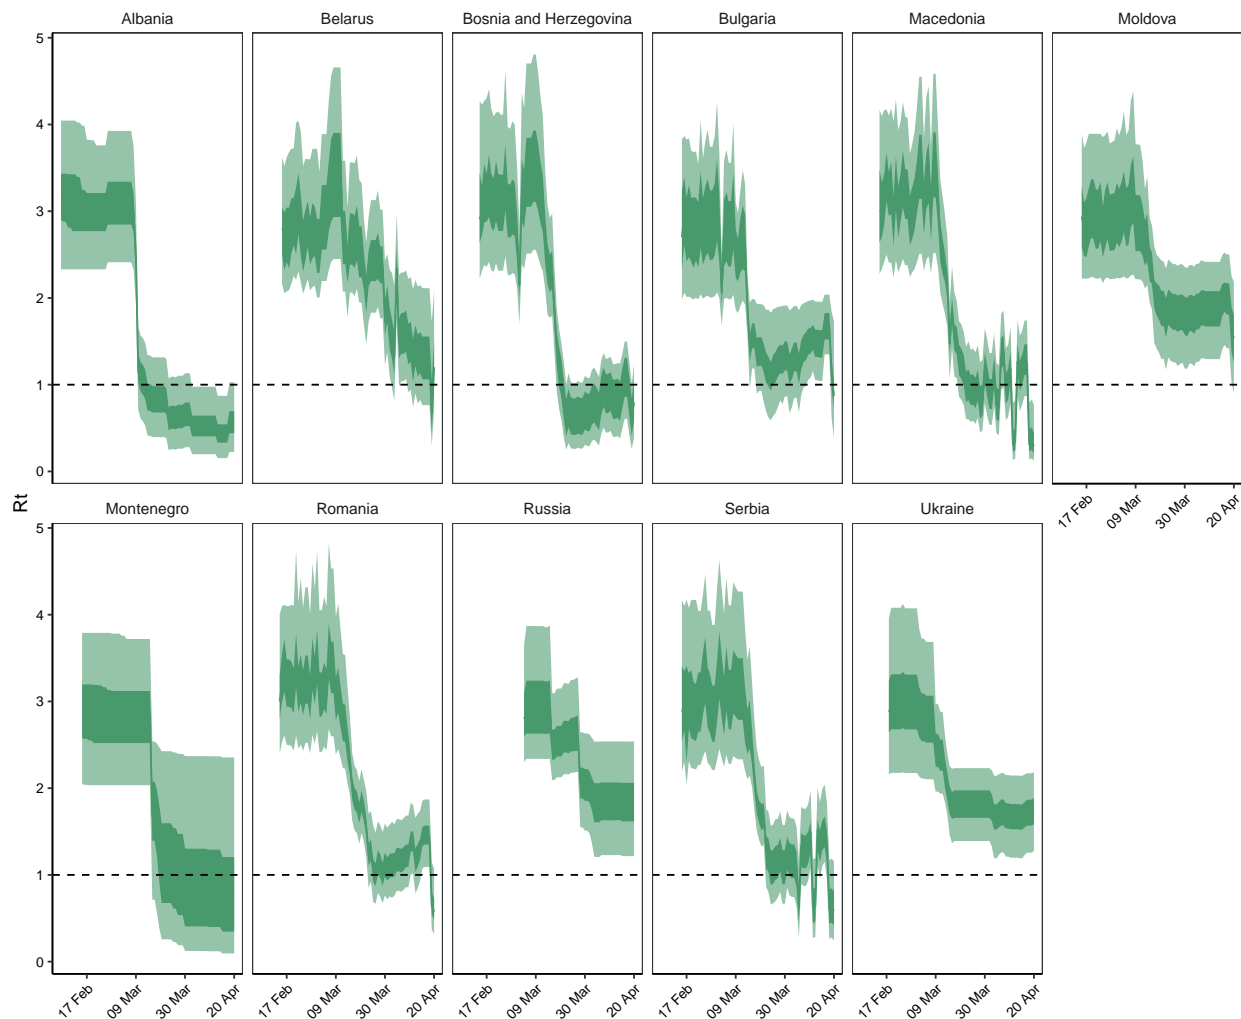 Albania
Belarus
Bosnia and Herzegovina
Bulgaria
Macedonia
Moldova
5
4
3
2
1
0
17 Feb
09 Mar
30 Mar
20 Apr
Rt
Montenegro
Romania
Russia
Serbia
Ukraine
5
4
3
2
1
0
17 Feb
09 Mar
30 Mar
20 Apr
17 Feb
09 Mar
30 Mar
20 Apr
17 Feb
09 Mar
30 Mar
20 Apr
17 Feb
09 Mar
30 Mar
20 Apr
17 Feb
09 Mar
30 Mar
20 Apr